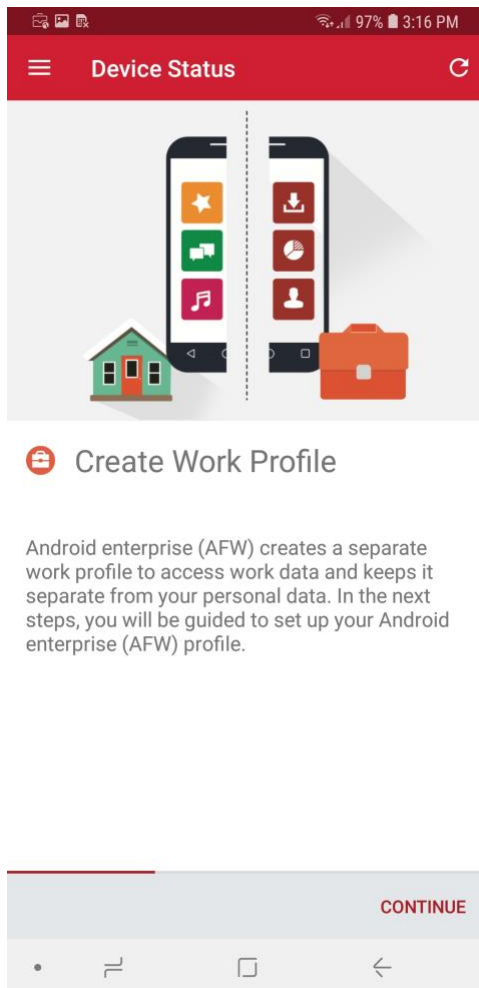 97% 3:16 PM
Device Status
Create Work Profile
Android enterprise (AFW) creates a separate
work profile to access work data and keeps it
separate from your personal data. In the next
steps, you will be guided to set up your Android
enterprise (AFW) profile.
CONTINUE